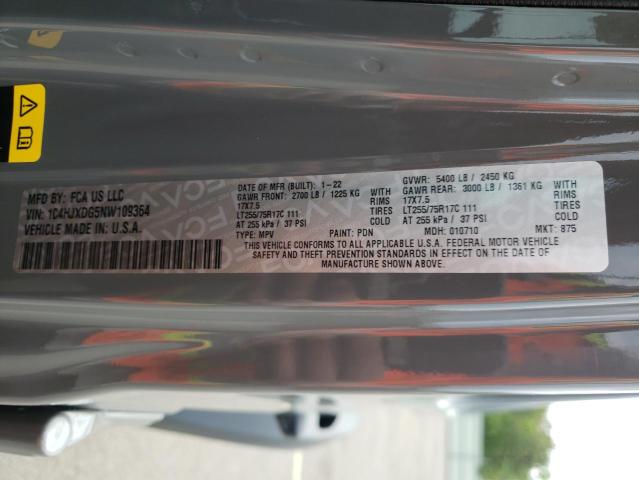 MFD BY: FCA US LLC
VIN: 1C4HJXDG5NW109364
VEHICLE MADE IN: U.S.A.
DATE OF MFR (BUILT): 1-22
GAWR FRONT: 2700 LB / 1225 KG
17X7.5
LT255/75R17C 111
AT 255 kPa / 37 PSI
TYPE: MPV
WITH
RIMS
TIRES
COLD
PAINT: PDN
GVWR: 5400 LB / 2450 KG
GAWR REAR: 3000 LB / 1361 KG
17X7.5
LT255/75R17C 111
AT 255 kPa / 37 PSI
MDH: 010710
WITH
RIMS
TIRES
COLD
MKT: 875
THIS VEHICLE CONFORMS TO ALL APPLICABLE U.S.A. FEDERAL MOTOR VEHICLE
SAFETY AND THEFT PREVENTION STANDARDS IN EFFECT ON THE DATE OF
MANUFACTURE SHOWN ABOVE.